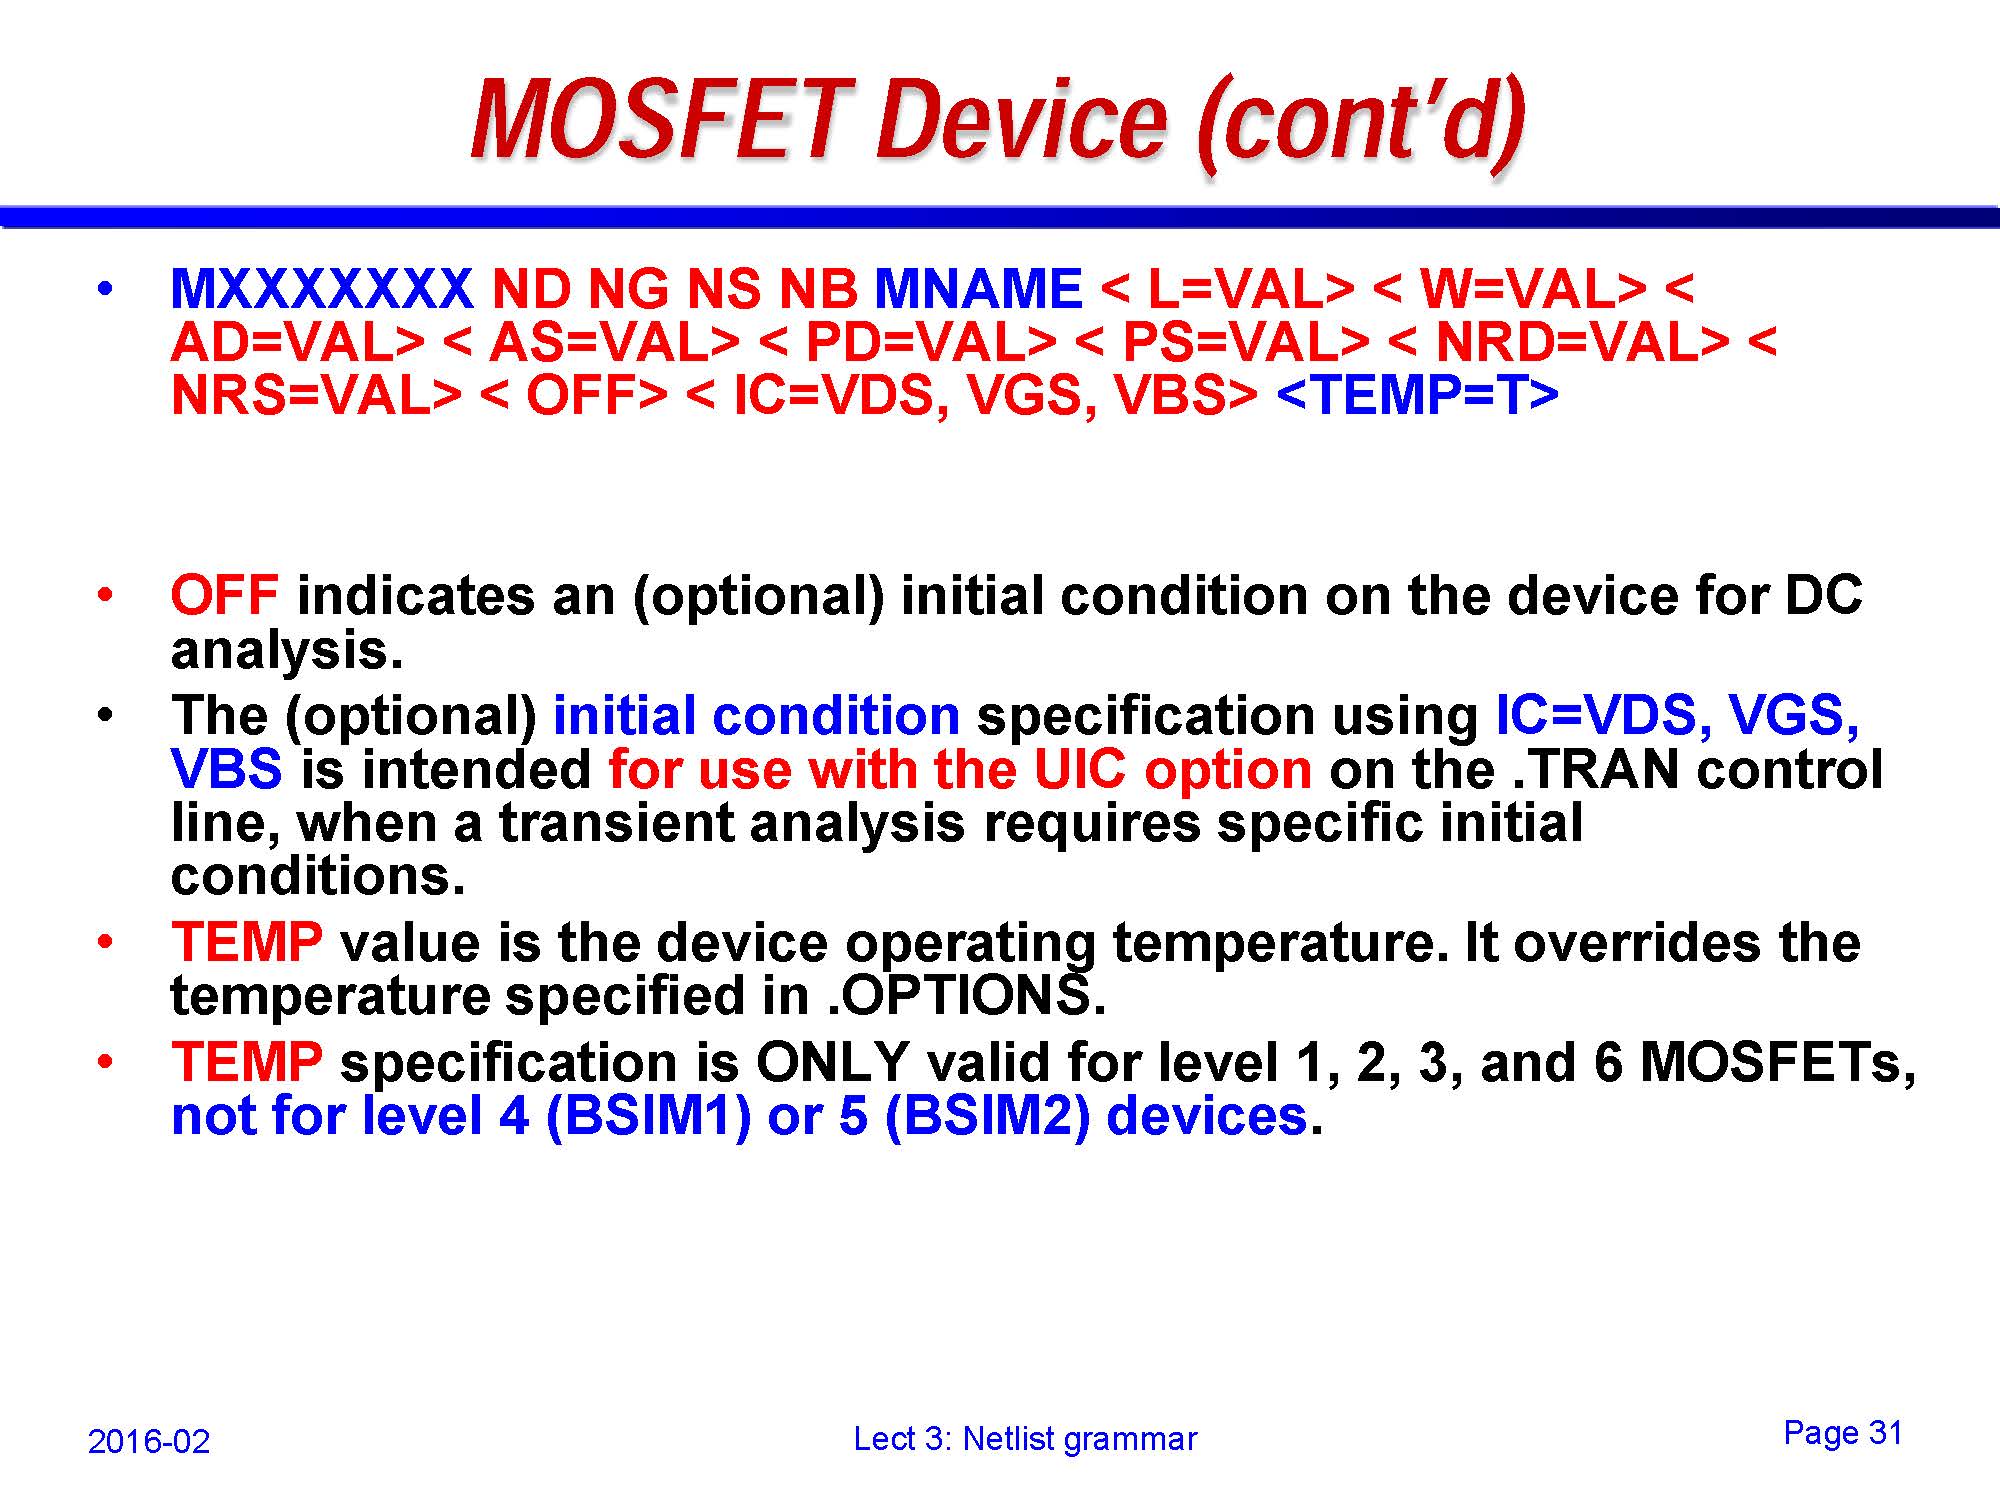 MOSFET Device (cont’d)
• MXXXXXXX ND NG NS NB MNAME < L=VAL> < W=VAL> <
AD=VAL> < AS=VAL> < PD=VAL> < PS=VAL> < NRD=VAL> <
NRS=VAL> < OFF> < IC=VDS, VGS, VBS> <TEMP=T>
• OFF indicates an (optional) initial condition on the device for DC
analysis.
• The (optional) initial condition specification using IC=VDS, VGS,
VBS is intended for use with the UIC option on the .TRAN control
line, when a transient analysis requires specific initial
conditions.
• TEMP value is the device operating temperature. It overrides the
temperature specified in .OPTIONS.
• TEMP specification is ONLY valid for level 1, 2, 3, and 6 MOSFETs,
not for level 4 (BSIM1) or 5 (BSIM2) devices.
2016-02
Lect 3: Netlist grammar
Page 31